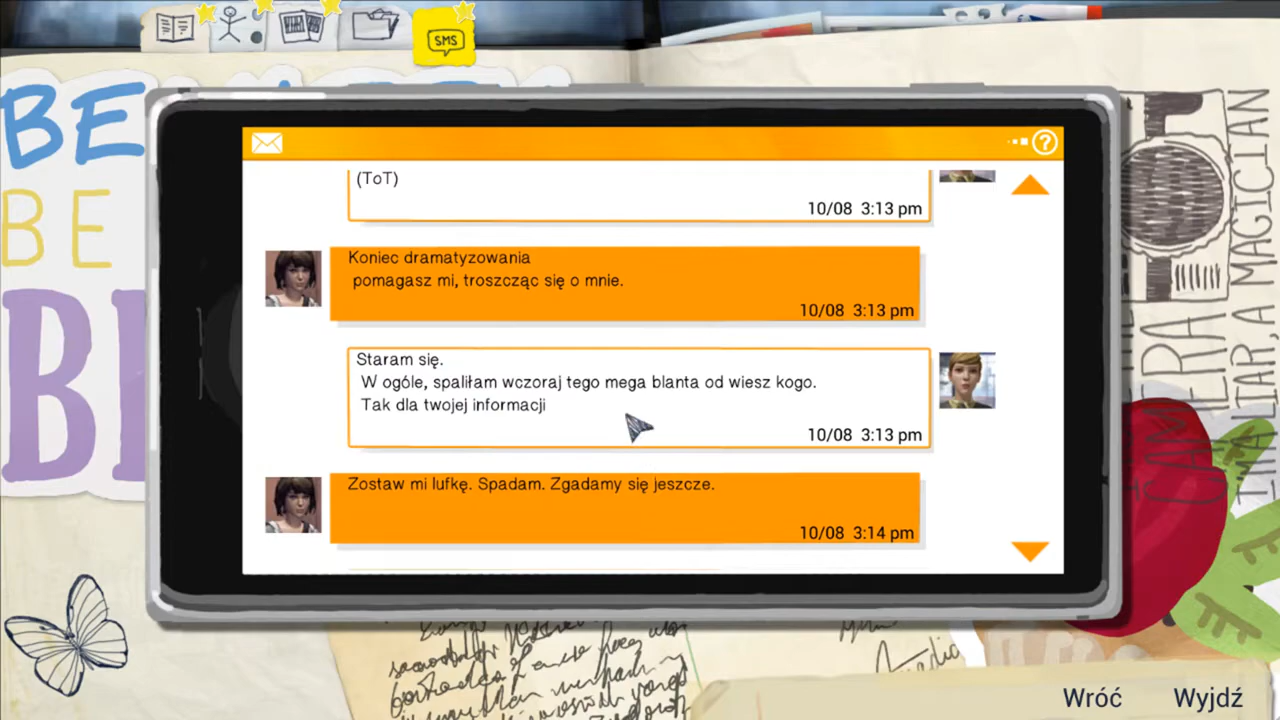 SMS
BE
BE
B
(ToT)
10/08 3:13 pm
Koniec dramatyzowania
pomagasz mi, troszcząc się o mnie.
10/08 3:13 pm
Staram się.
W ogóle, spaliłam wczoraj tego mega blanta od wiesz kogo.
Tak dla twojej informacji
10/08 3:13 pm
Zostaw mi lufkę. Spadam. Zgadamy się jeszcze.
10/08 3:14 pm
CAMERA
MAGICIAN
Wróć
Wyjdź